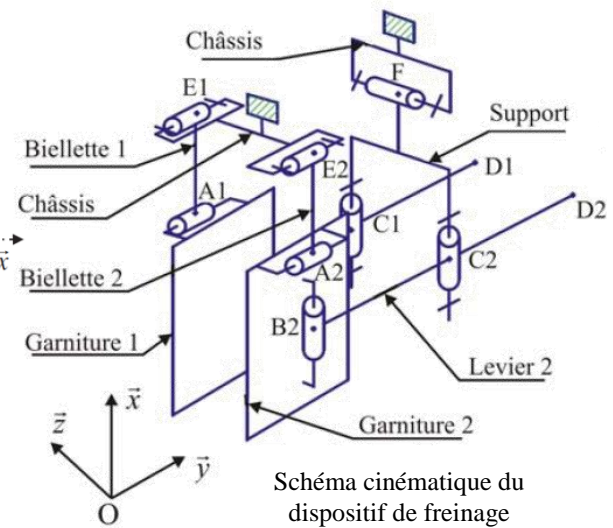 Châssis
E1
F
Support
Biellette 1
E2
D1
Châssis
A1
D2
C1
x⃗
Biellette 2
A2
C2
B2
Garniture 1
Levier 2
x⃗
z⃗
Garniture 2
y⃗
O
Schéma cinématique du
dispositif de freinage